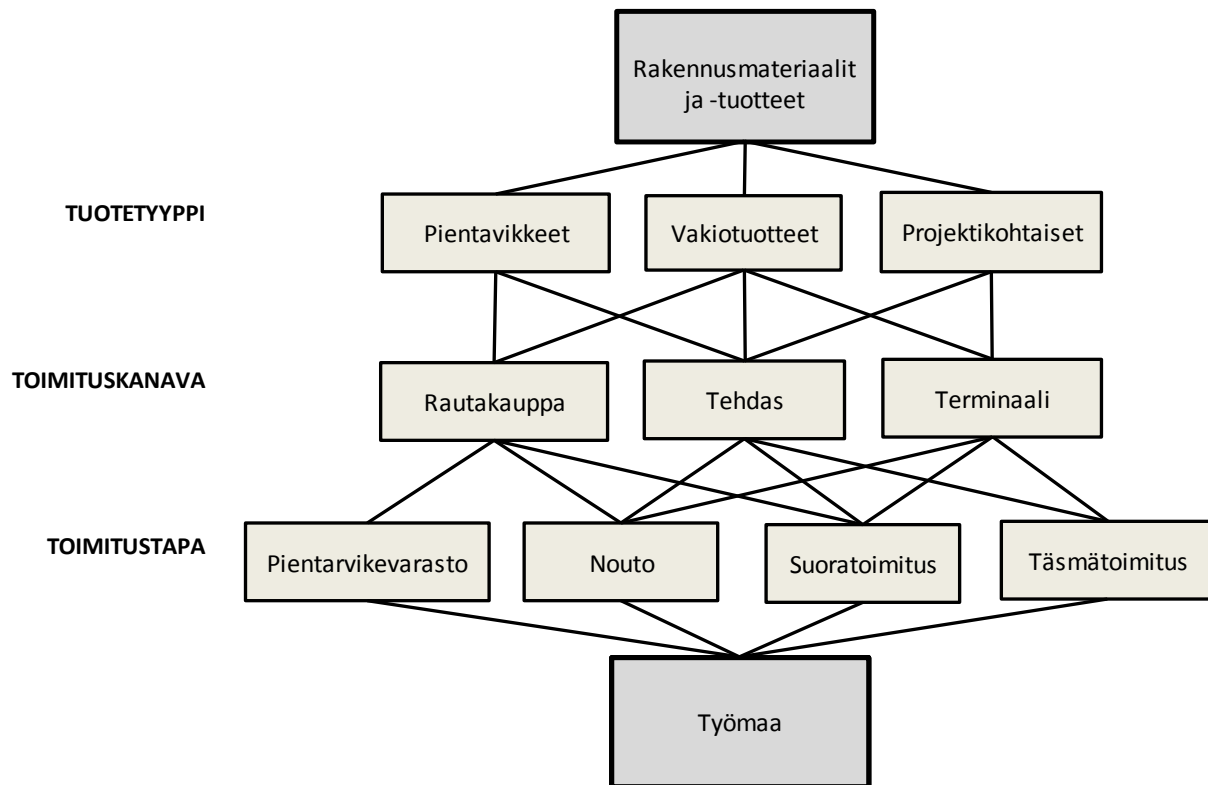 Rakennusmateriaalit
ja -tuotteet
TUOTETYYPPI
Pientavikkeet
Vakiotuotteet
Projektikohtaiset
TOIMITUSKANAVA
Rautakauppa
Tehdas
Terminaali
TOIMITUSTAPA
Pientarvikevarasto
Nouto
Suoratoimitus
Täsmätoimitus
Työmaa